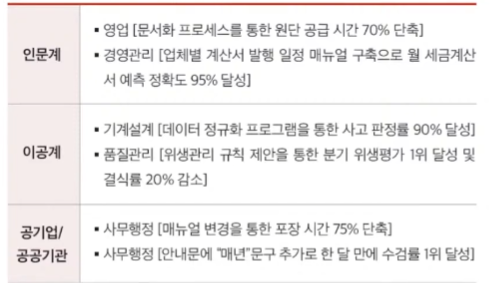 인문계
▪ 영업 [문서화 프로세스를 통한 원단 공급 시간 70% 단축]
▪ 경영관리 [업체별 계산서 발행 일정 매뉴얼 구축으로 월 세금계산
서 예측 정확도 95% 달성]
이공계
▪ 기계설계 [데이터 정규화 프로그램을 통한 사고 판정률 90% 달성]
▪ 품질관리 [위생관리 규칙 제안을 통한 분기 위생평가 1위 달성 및
결식률 20% 감소]
공기업/
공공기관
▪ 사무행정 [매뉴얼 변경을 통한 포장 시간 75% 단축]
▪ 사무행정 [안내문에 "매년"문구 추가로 한 달 만에 수검률 1위 달성]